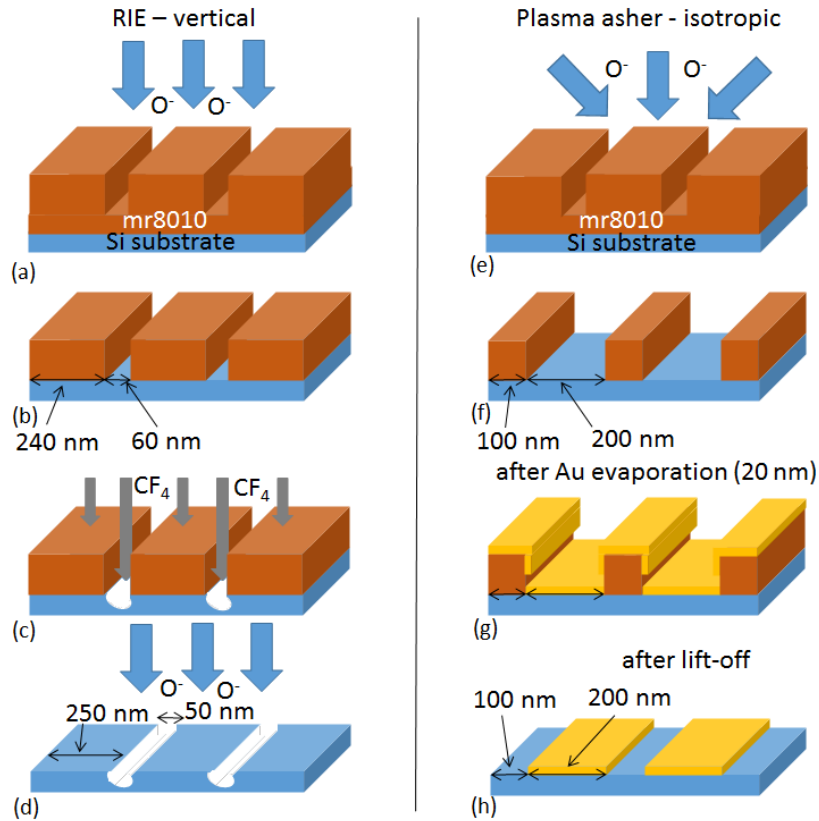 RIE – vertical
O⁻ O⁻
mr8010
Si substrate
(a)
(b)
240 nm 60 nm
CF₄ CF₄
(c)
O⁻ O⁻
250 nm 50 nm
(d)
Plasma asher - isotropic
O⁻ O⁻
mr8010
Si substrate
(e)
(f)
100 nm 200 nm
after Au evaporation (20 nm)
(g)
after lift-off
100 nm 200 nm
(h)